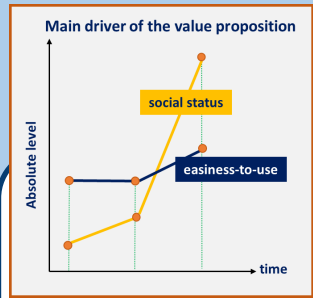 Main driver of the value proposition
social status
Absolute level
easiness-to-use
time